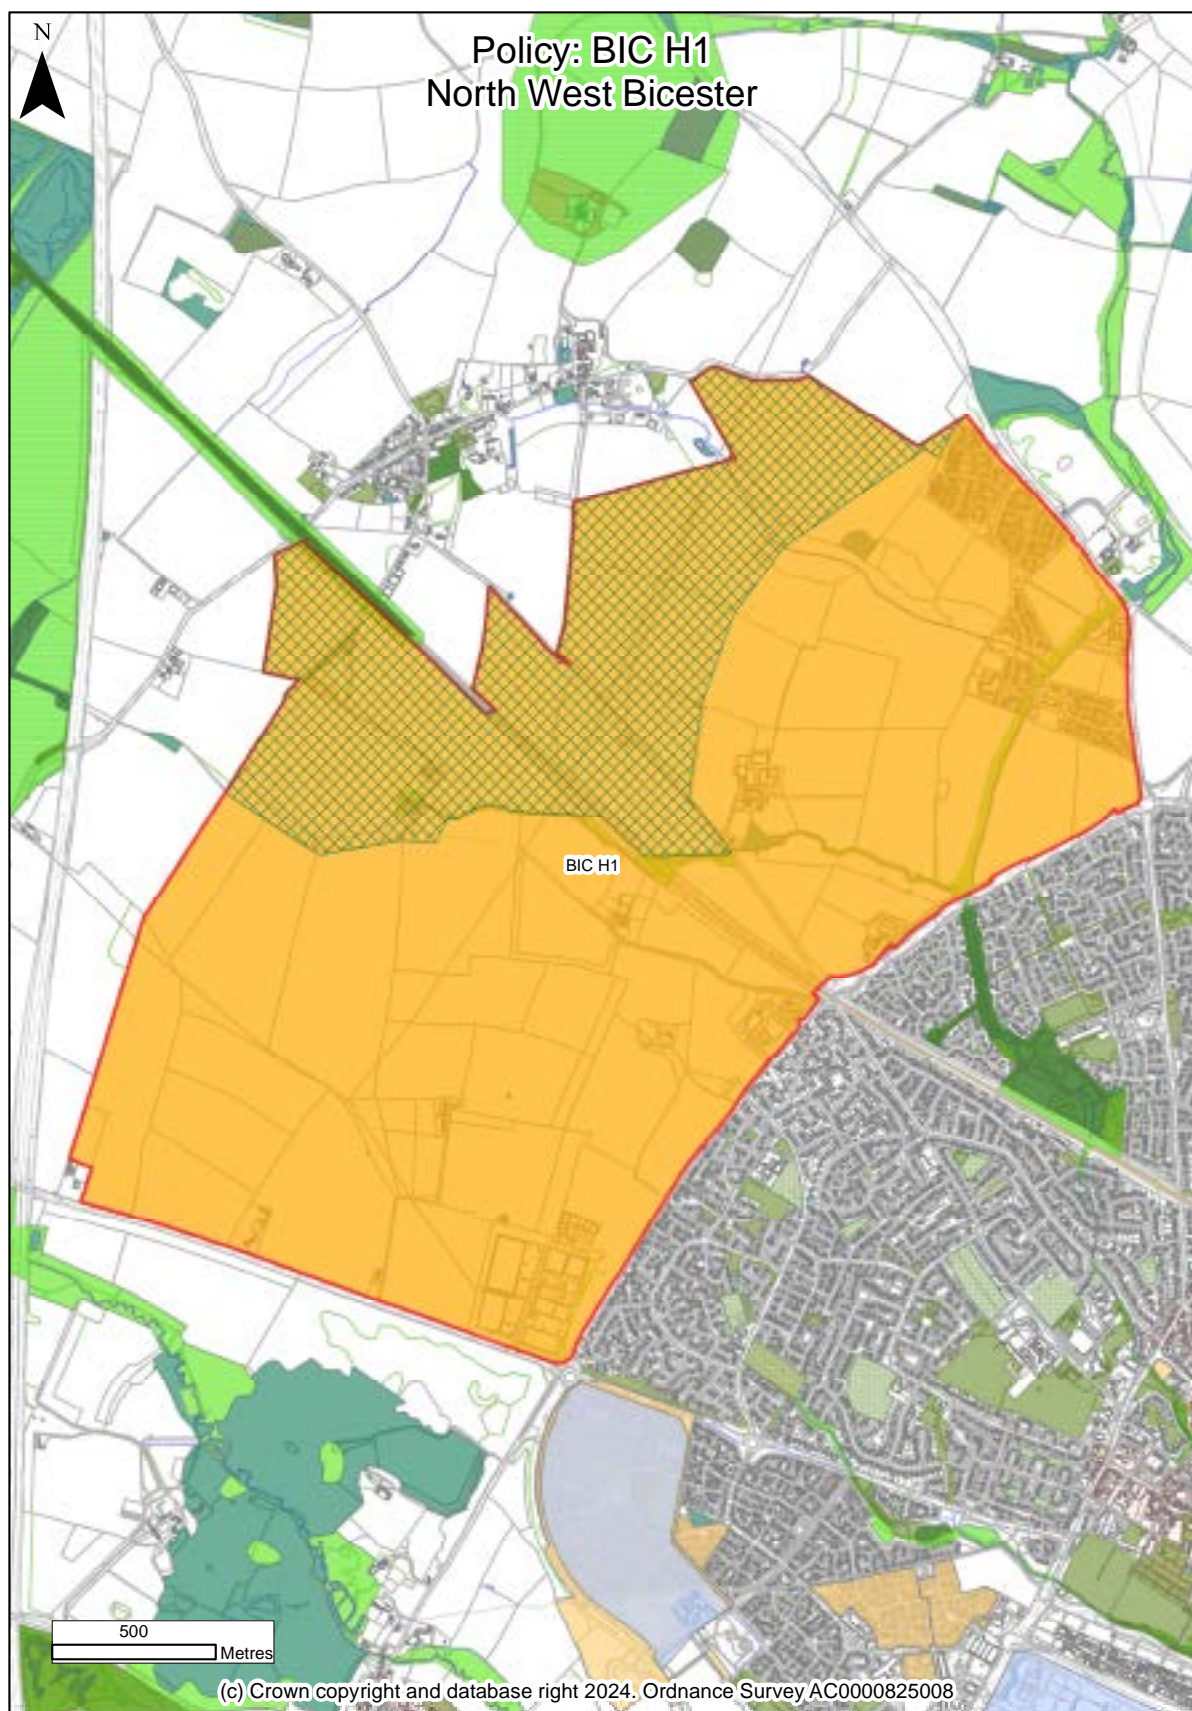 N
Policy: BIC H1
North West Bicester
BIC H1
500
Metres
(c) Crown copyright and database right 2024. Ordnance Survey AC0000825008